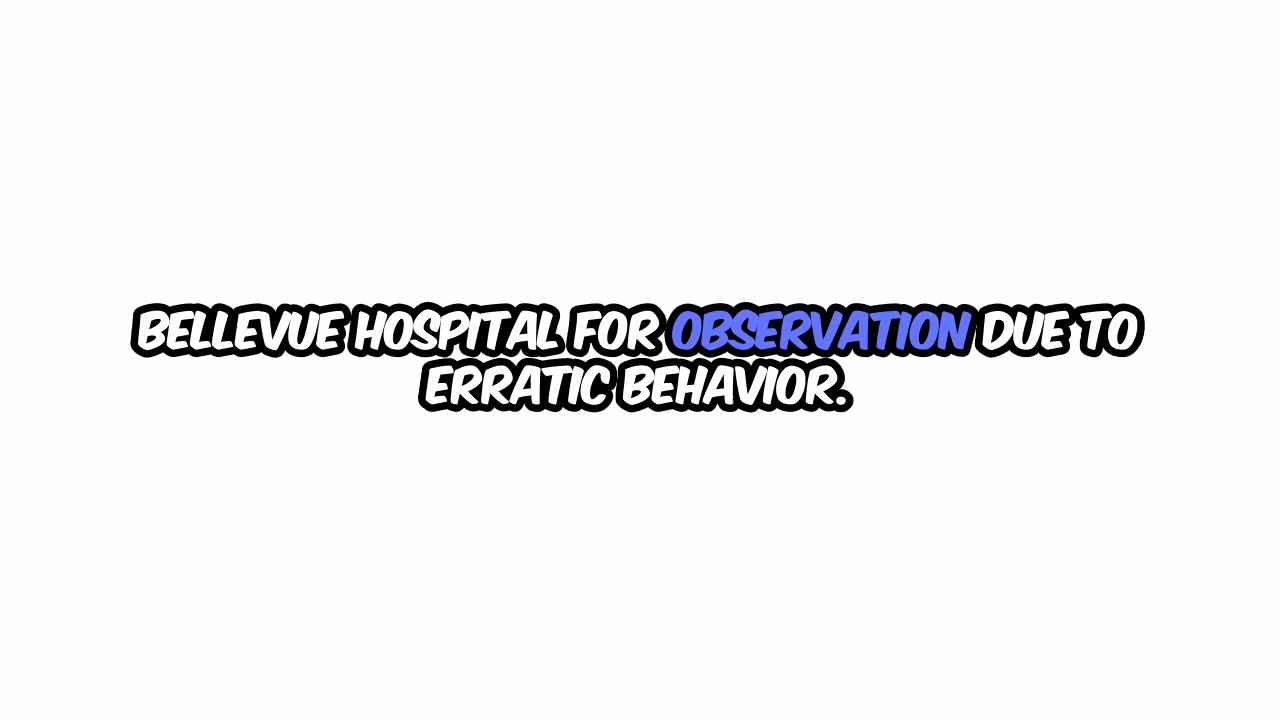 BELLEVUE HOSPITAL FOR OBSERVATION DUE TO
ERRATIC BEHAVIOR.